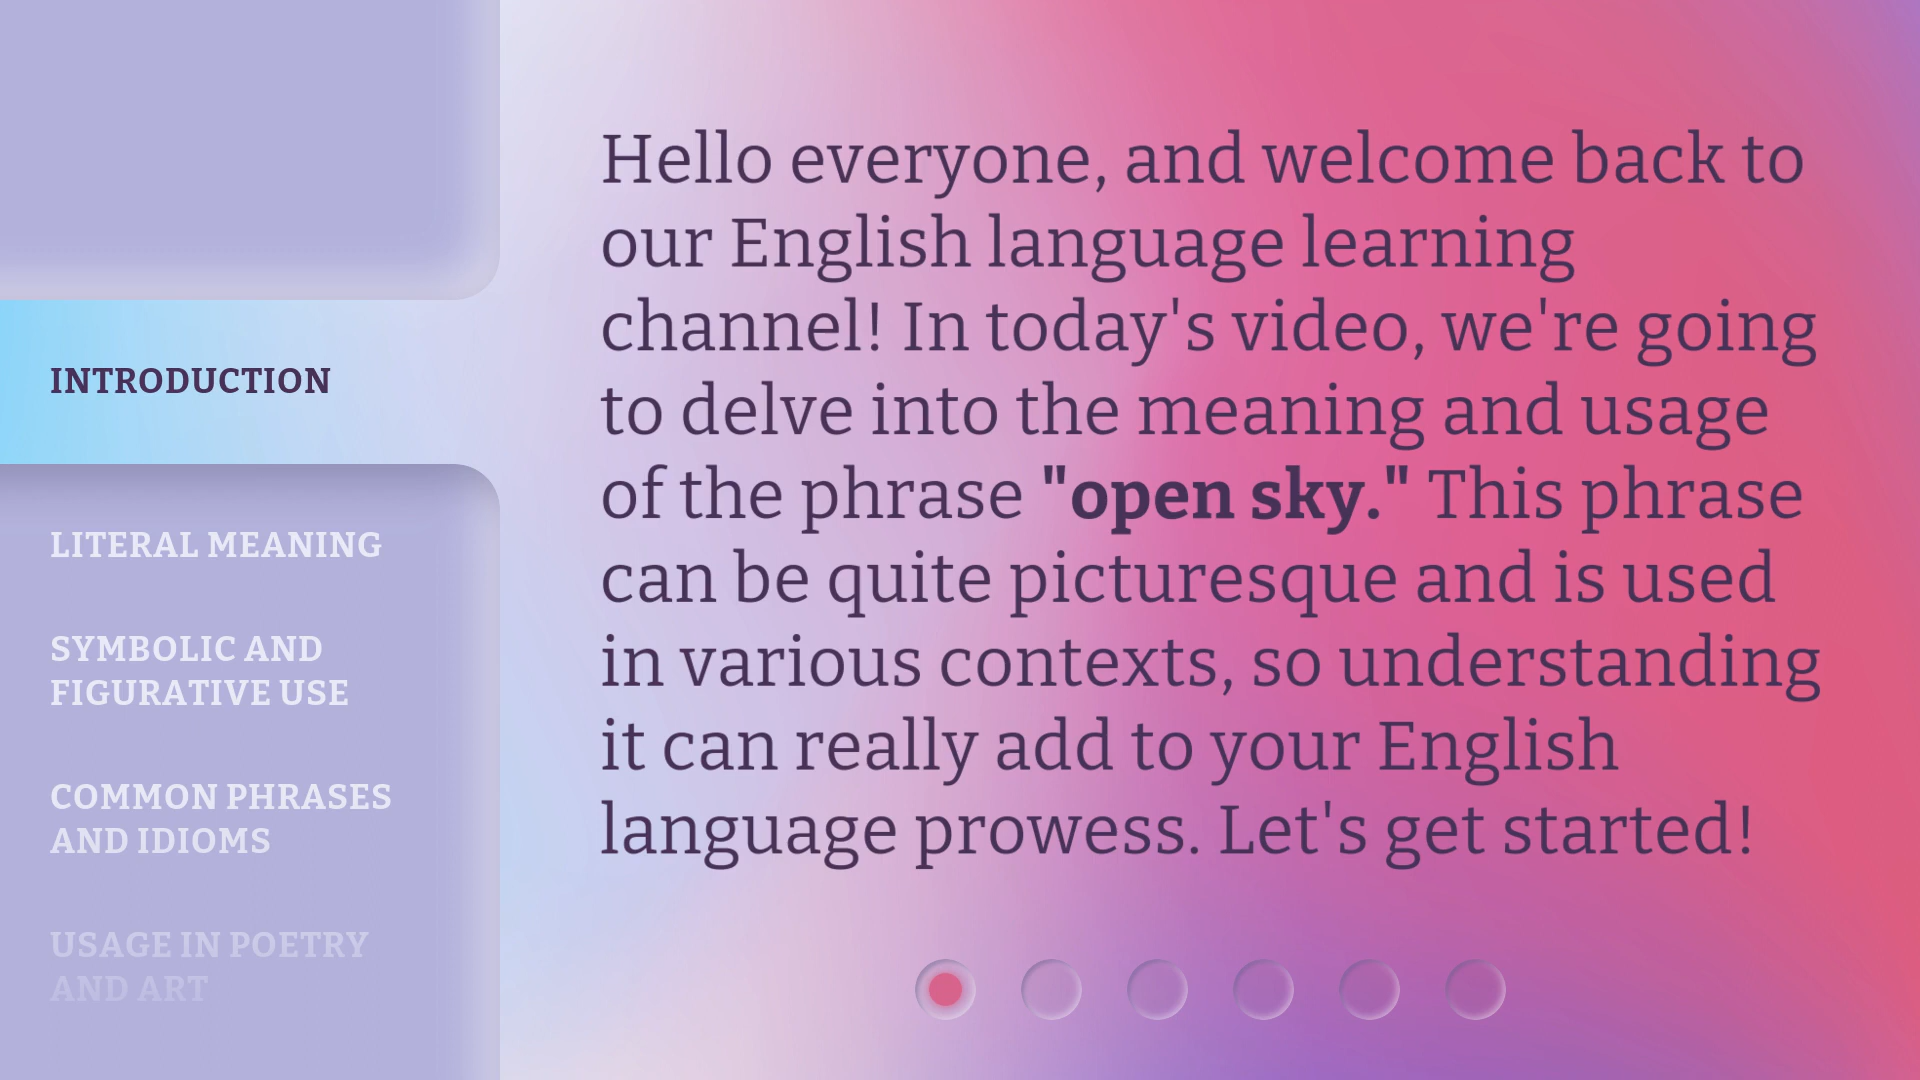 INTRODUCTION
LITERAL MEANING
SYMBOLIC AND
FIGURATIVE USE
COMMON PHRASES
AND IDIOMS
USAGE IN POETRY
AND ART
Hello everyone, and welcome back to
our English language learning
channel! In today's video, we're going
to delve into the meaning and usage
of the phrase "open sky." This phrase
can be quite picturesque and is used
in various contexts, so understanding
it can really add to your English
language prowess. Let's get started!